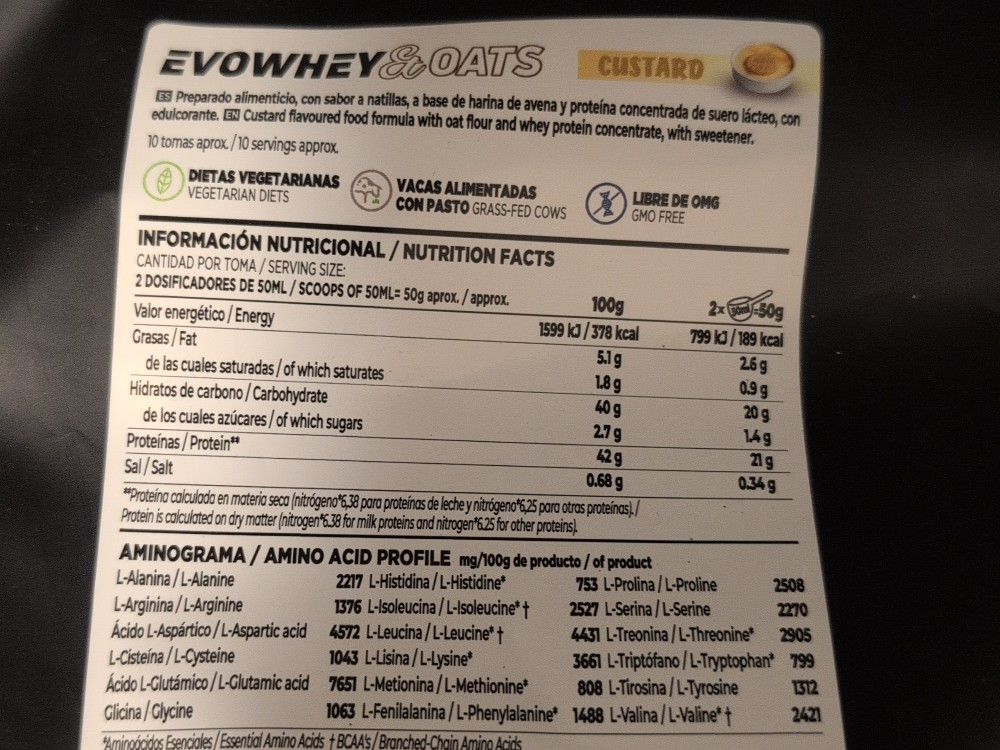 EVOWHEY & OATS CUSTARD
ES Preparado alimenticio, con sabor a natillas, a base de harina de avena y proteína concentrada de suero lácteo, con
edulcorante. EN Custard flavoured food formula with oat flour and whey protein concentrate, with sweetener.
10 tomas aprox. / 10 servings approx.
DIETAS VEGETARIANAS
VEGETARIAN DIETS
VACAS ALIMENTADAS
CON PASTO GRASS-FED COWS
LIBRE DE OMG
GMO FREE
INFORMACIÓN NUTRICIONAL / NUTRITION FACTS
CANTIDAD POR TOMA / SERVING SIZE:
2 DOSIFICADORES DE 50ML / SCOOPS OF 50ML= 50g aprox. / approx. 100g 2x 50ml =50g
Valor energético / Energy 1599 kJ / 378 kcal 799 kJ / 189 kcal
Grasas / Fat 5.1 g 2.6 g
de las cuales saturadas / of which saturates 1.8 g 0.9 g
Hidratos de carbono / Carbohydrate 40 g 20 g
de los cuales azúcares / of which sugars 2.7 g 1.4 g
Proteínas / Protein** 42 g 21 g
Sal / Salt 0.68 g 0.34 g
**Proteína calculada en materia seca (nitrógeno*6,38 para proteínas de leche y nitrógeno*6,25 para otras proteínas). /
Protein is calculated on dry matter (nitrogen*6.38 for milk proteins and nitrogen*6.25 for other proteins).
AMINOGRAMA / AMINO ACID PROFILE mg/100g de producto / of product
L-Alanina / L-Alanine 2217 L-Histidina / L-Histidine* 753 L-Prolina / L-Proline 2508
L-Arginina / L-Arginine 1376 L-Isoleucina / L-Isoleucine* † 2527 L-Serina / L-Serine 2270
Ácido L-Aspártico / L-Aspartic acid 4572 L-Leucina / L-Leucine* † 4431 L-Treonina / L-Threonine* 2905
L-Cisteína / L-Cysteine 1043 L-Lisina / L-Lysine* 3661 L-Triptófano / L-Tryptophan* 799
Ácido L-Glutámico / L-Glutamic acid 7651 L-Metionina / L-Methionine* 808 L-Tirosina / L-Tyrosine 1312
Glicina / Glycine 1063 L-Fenilalanina / L-Phenylalanine* 1488 L-Valina / L-Valine* † 2421
*Aminoácidos Esenciales / Essential Amino Acids † BCAA's / Branched-Chain Amino Acids